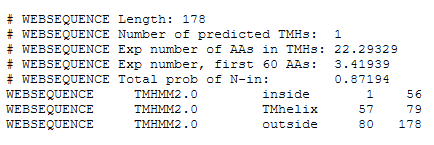 # WEBSEQUENCE Length: 178
# WEBSEQUENCE Number of predicted TMHs:  1
# WEBSEQUENCE Exp number of AAs in TMHs: 22.29329
# WEBSEQUENCE Exp number, first 60 AAs:  3.41939
# WEBSEQUENCE Total prob of N-in:        0.87194
WEBSEQUENCE     TMHMM2.0        inside       1    56
WEBSEQUENCE     TMHMM2.0        TMhelix     57    79
WEBSEQUENCE     TMHMM2.0        outside     80   178